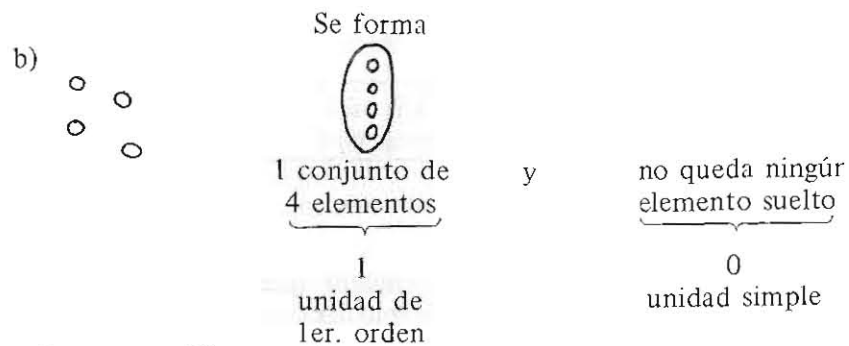 Se forma
b)
1 conjunto de y no queda ningún
4 elementos elemento suelto
1 0
unidad de unidad simple
1er. orden